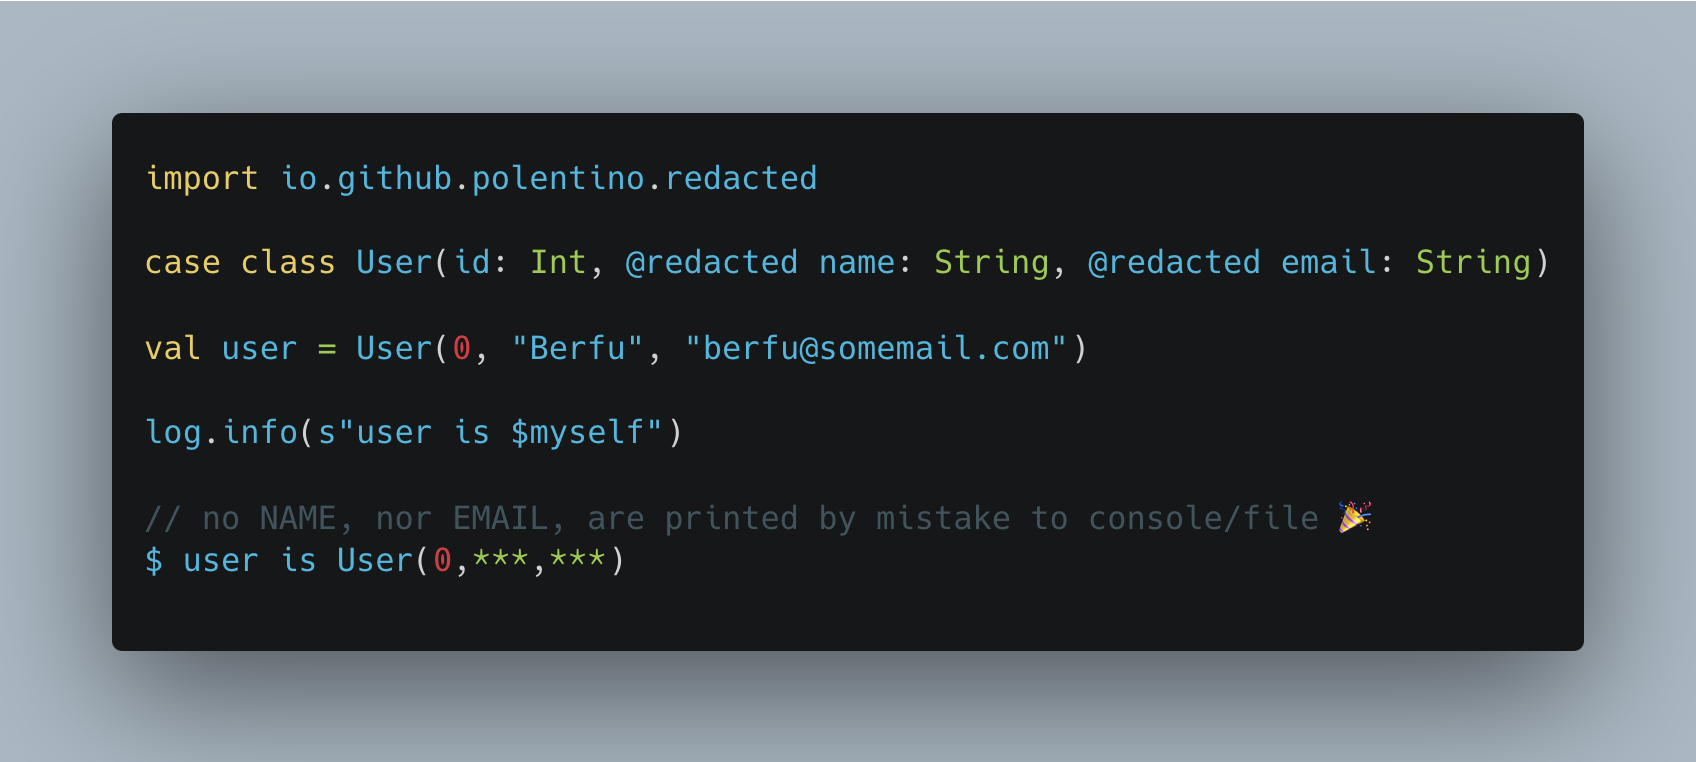 import io.github.polentino.redacted
case class User(id: Int, @redacted name: String, @redacted email: String)
val user = User(0, "Berfu", "berfu@somemail.com")
log.info(s"user is $myself")
// no NAME, nor EMAIL, are printed by mistake to console/file 🎉
$ user is User(0,***,***)